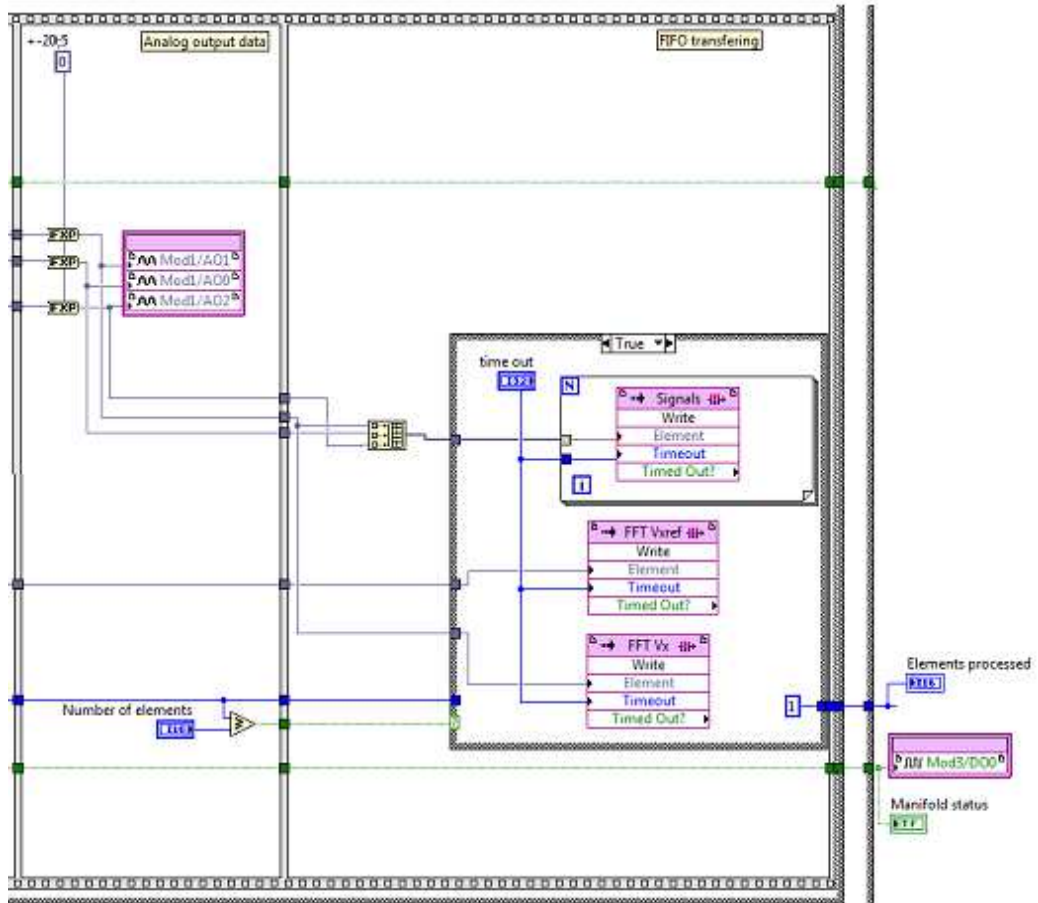 +-20.5
0
Analog output data
FIFO transfering
FXP
FXP
FXP
Mod1/AO1
Mod1/AO0
Mod1/AO2
True
time out
I32
N
Signals
Write
Element
Timeout
Timed Out?
i
FFT Vxref
Write
Element
Timeout
Timed Out?
FFT Vx
Write
Element
Timeout
Timed Out?
Number of elements
1
Elements processed
Mod3/DO0
Manifold status
TF